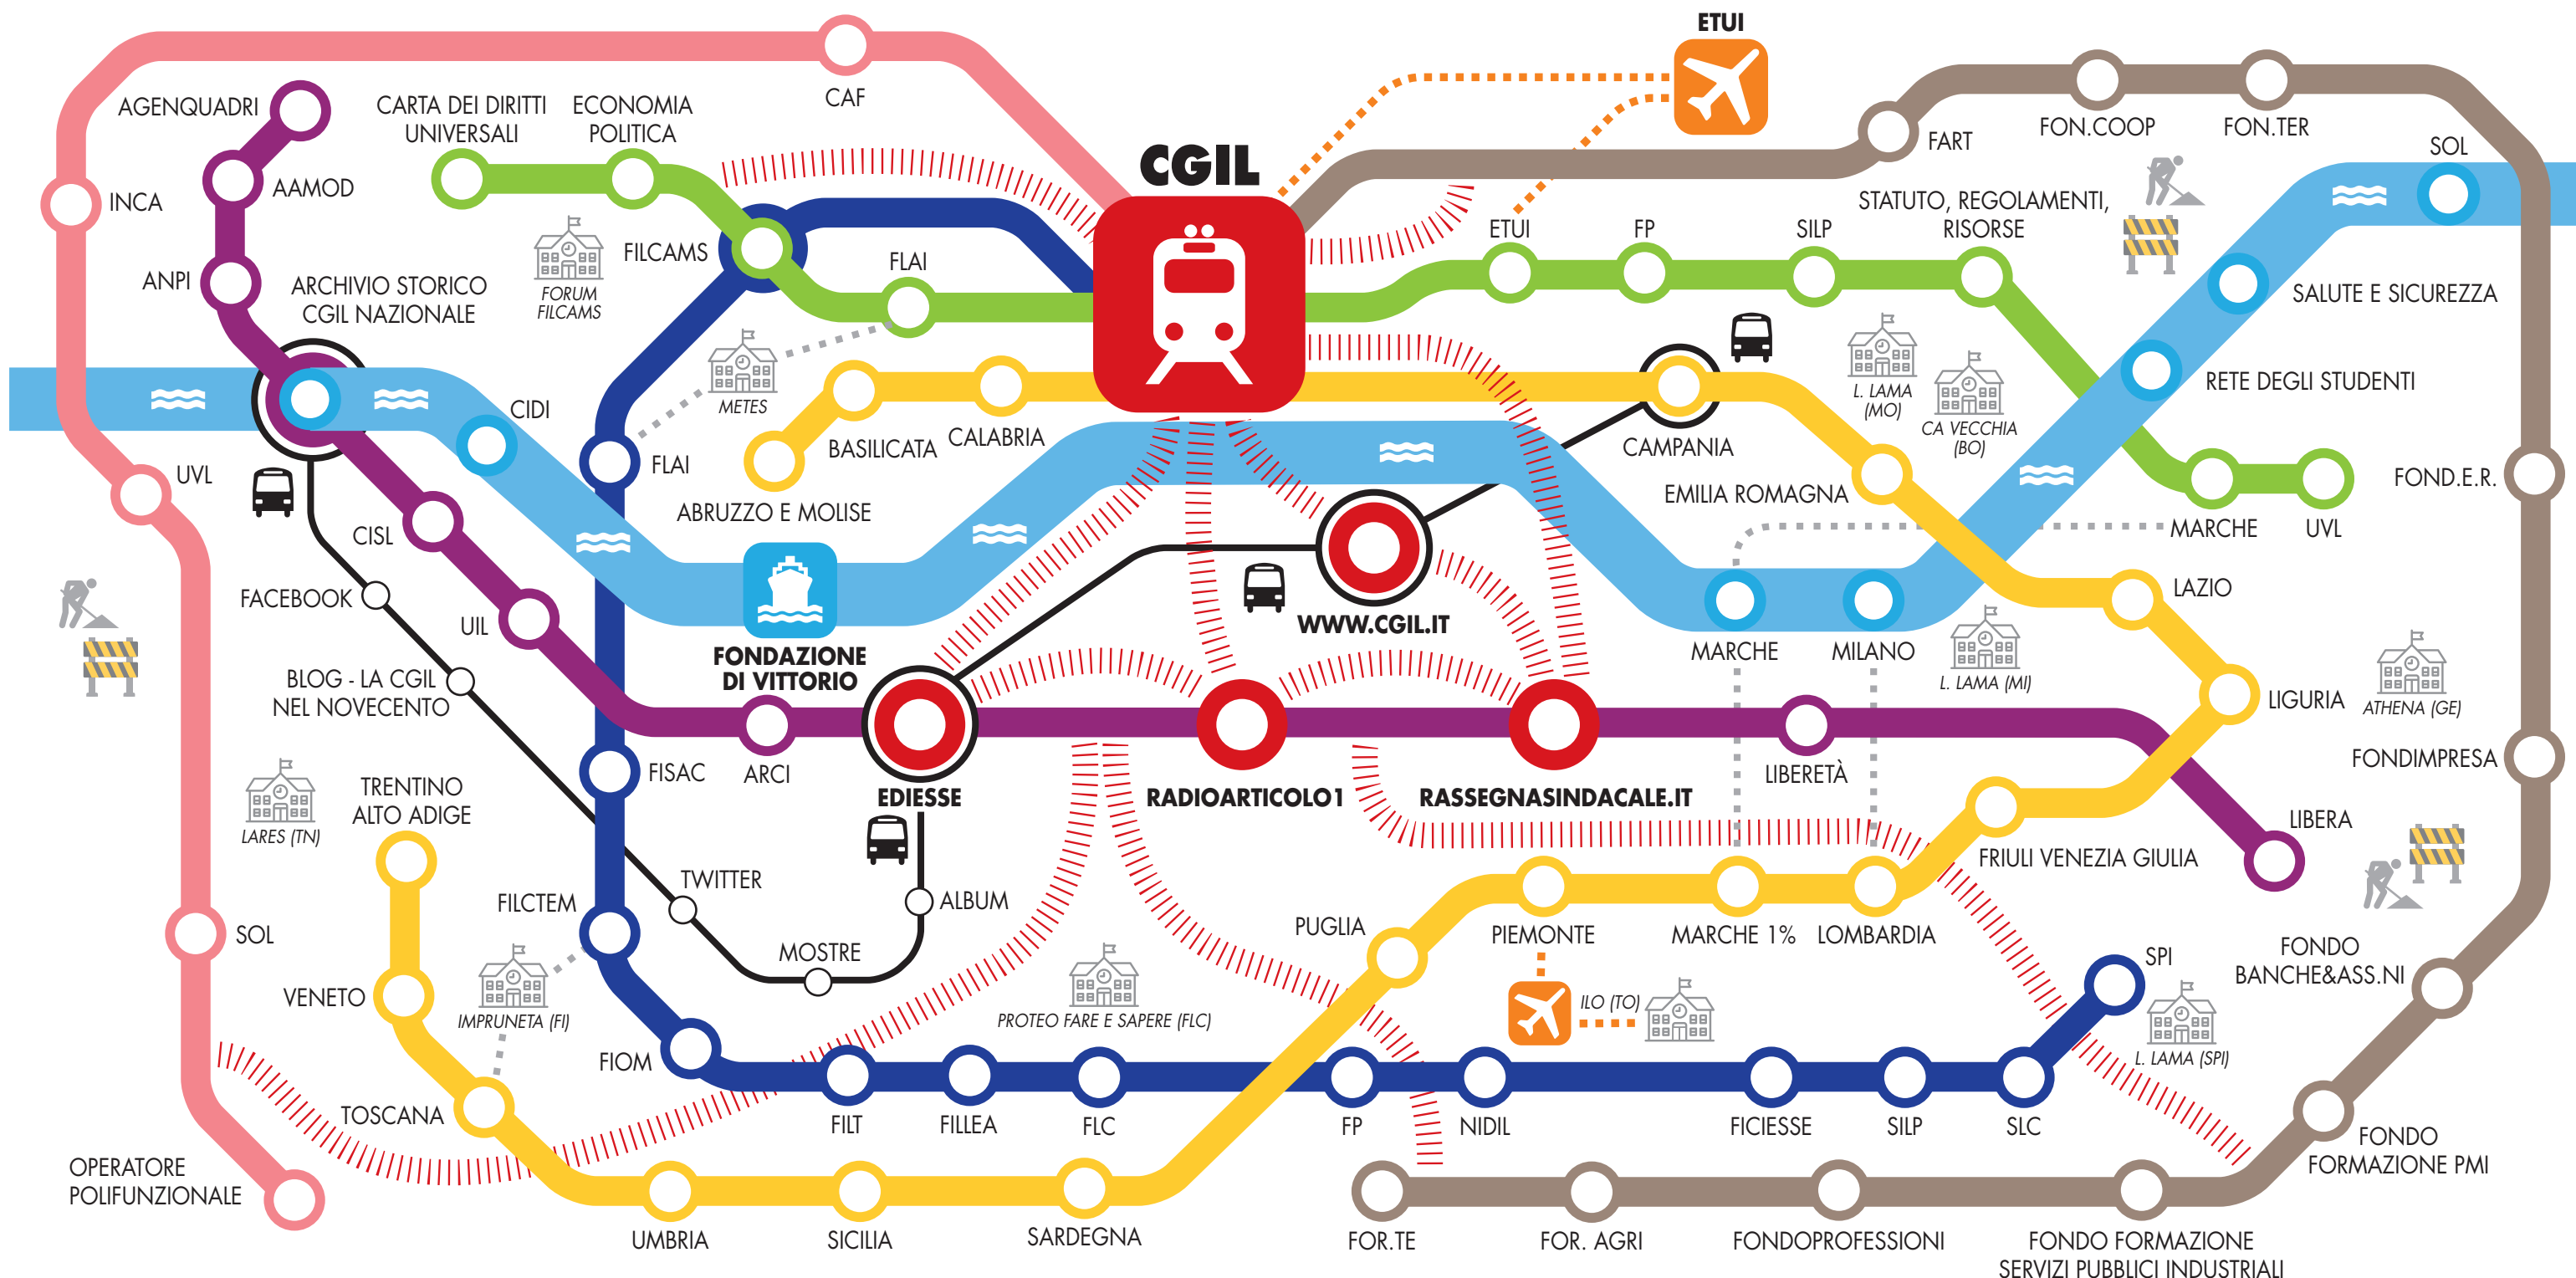 ETUI
CAF
AGENQUADRI
CARTA DEI DIRITTI
UNIVERSALI
ECONOMIA
POLITICA
CGIL
FART
FON.COOP
FON.TER
SOL
INCA
AAMOD
FILCAMS
FORUM
FILCAMS
FLAI
ETUI
FP
SILP
STATUTO, REGOLAMENTI,
RISORSE
ANPI
ARCHIVIO STORICO
CGIL NAZIONALE
SALUTE E SICUREZZA
METES
CIDI
BASILICATA
CALABRIA
CAMPANIA
L. LAMA
(MO)
CA VECCHIA
(BO)
RETE DEGLI STUDENTI
UVL
FLAI
ABRUZZO E MOLISE
EMILIA ROMAGNA
MARCHE
UVL
FOND.E.R.
CISL
FACEBOOK
UIL
WWW.CGIL.IT
LAZIO
FONDAZIONE
DI VITTORIO
MARCHE
MILANO
L. LAMA (MI)
BLOG - LA CGIL
NEL NOVECENTO
LIGURIA
ATHENA (GE)
FISAC
ARCI
EDIESSE
RADIOARTICOLO1
RASSEGNASINDACALE.IT
LIBERETÀ
FONDIMPRESA
TRENTINO
ALTO ADIGE
LARES (TN)
LIBERA
FRIULI VENEZIA GIULIA
TWITTER
ALBUM
FILCTEM
SOL
MOSTRE
PUGLIA
PIEMONTE
MARCHE 1%
LOMBARDIA
SPI
FONDO
BANCHE&ASS.NI
VENETO
IMPRUNETA (FI)
PROTEO FARE E SAPERE (FLC)
ILO (TO)
L. LAMA (SPI)
FIOM
TOSCANA
FILT
FILLEA
FLC
FP
NIDIL
FICIESSE
SILP
SLC
FONDO
FORMAZIONE PMI
OPERATORE
POLIFUNZIONALE
UMBRIA
SICILIA
SARDEGNA
FOR.TE
FOR. AGRI
FONDOPROFESSIONI
FONDO FORMAZIONE
SERVIZI PUBBLICI INDUSTRIALI